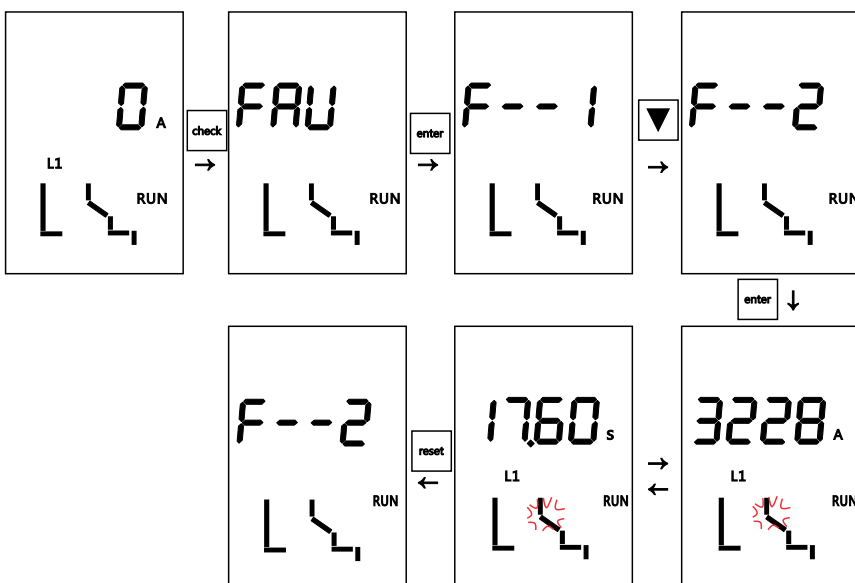 0 A
L1
RUN
check
FAU
RUN
enter
F--1
RUN
F--2
RUN
enter
3228 A
L1
RUN
17.60 S
L1
RUN
reset
F--2
RUN